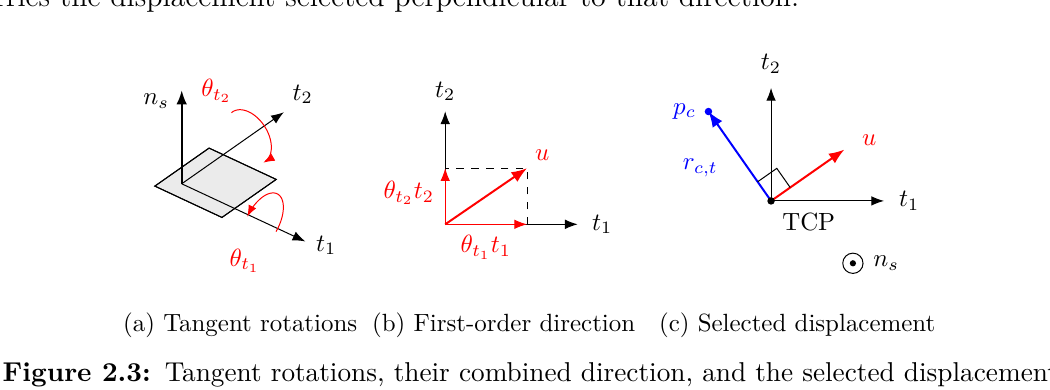 the displacement selected perpendicular to that direction.
n_s
θ_{t_2}
t_2
t_1
θ_{t_1}
t_2
u
θ_{t_2}t_2
t_1
θ_{t_1}t_1
t_2
p_c
u
r_{c,t}
t_1
TCP
n_s
(a) Tangent rotations (b) First-order direction (c) Selected displacement
Figure 2.3: Tangent rotations, their combined direction, and the selected displacement